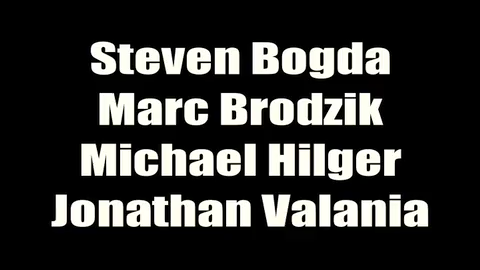 Steven Bogda
Marc Brodzik
Michael Hilger
Jonathan Valania